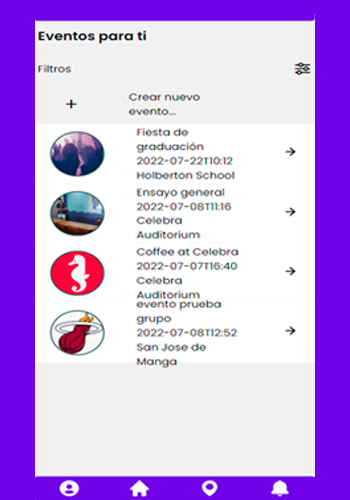 Eventos para ti
Filtros
+
Crear nuevo
evento...
Fiesta de
graduación
2022-07-22T10:12
Holberton School
Ensayo general
2022-07-08T11:16
Celebra
Auditorium
Coffee at Celebra
2022-07-07T16:40
Celebra
Auditorium
evento prueba
grupo
2022-07-08T12:52
San Jose de
Manga